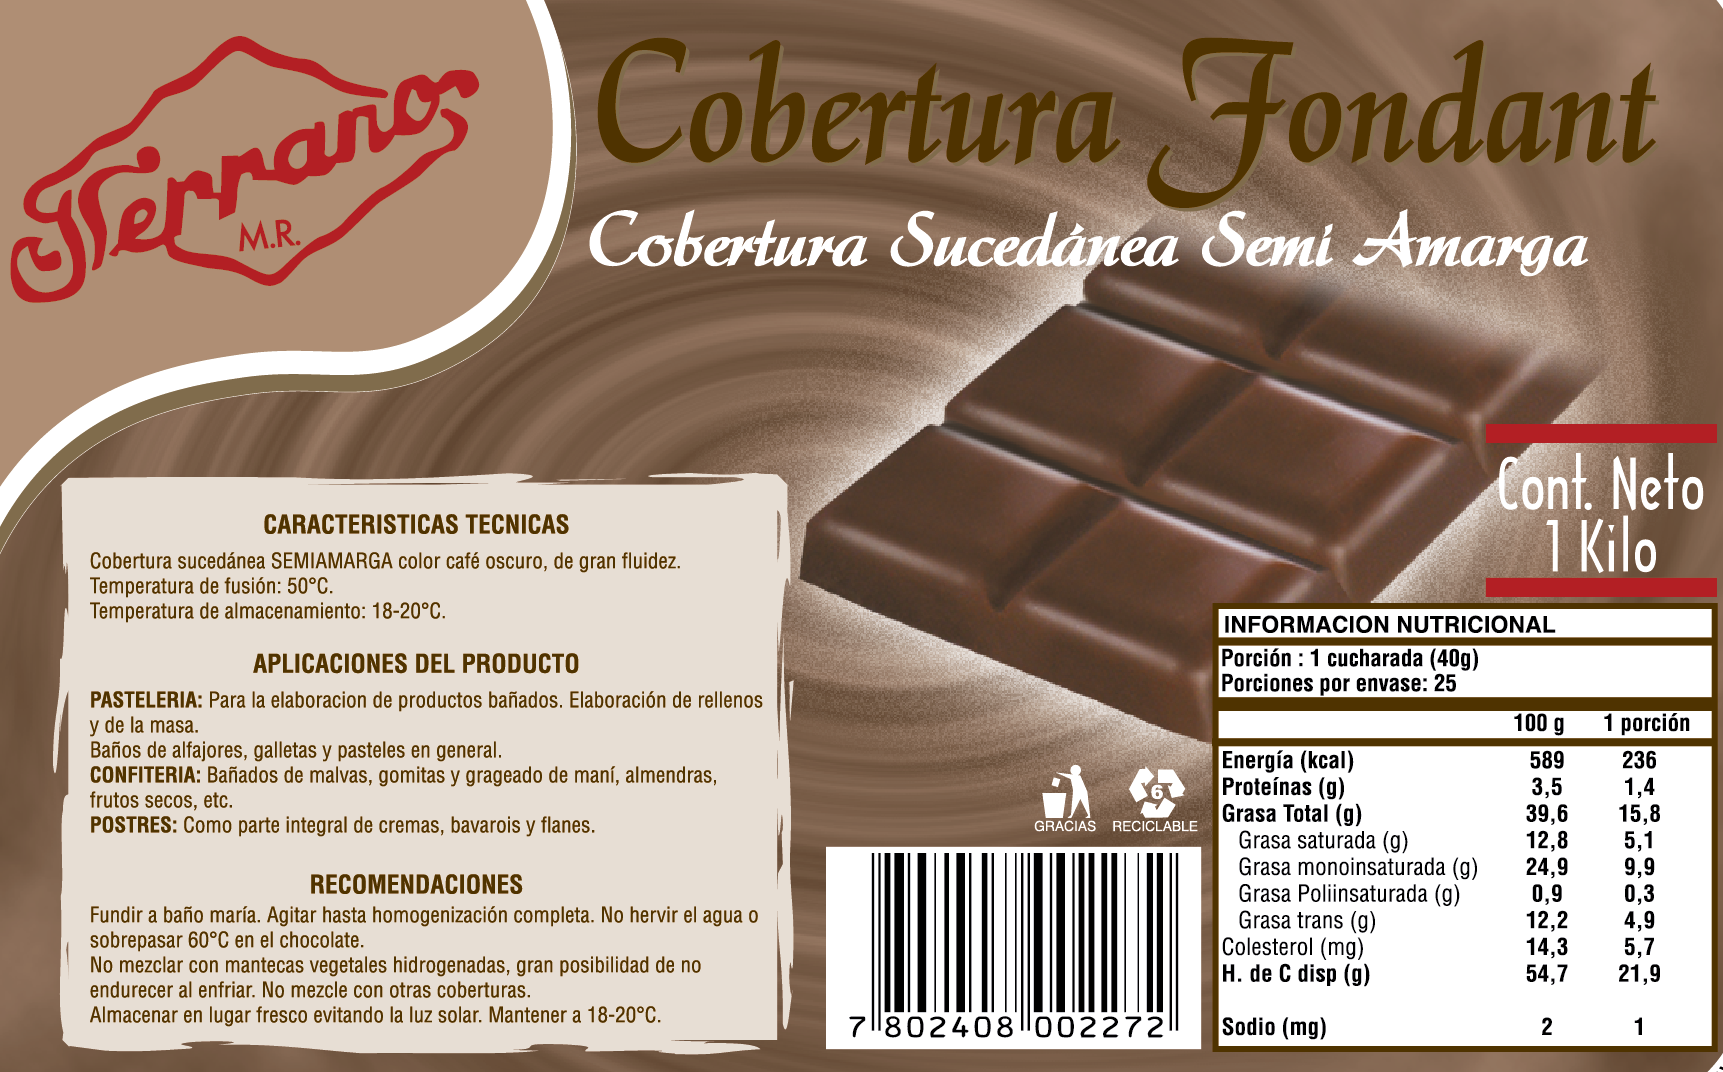 Terrano
M.R.
Cobertura Fondant
Cobertura Sucedánea Semi Amarga
Cont. Neto
1 Kilo
CARACTERISTICAS TECNICAS
Cobertura sucedánea SEMIAMARGA color café oscuro, de gran fluidez.
Temperatura de fusión: 50°C.
Temperatura de almacenamiento: 18-20°C.
APLICACIONES DEL PRODUCTO
PASTELERIA: Para la elaboracion de productos bañados. Elaboración de rellenos
y de la masa.
Baños de alfajores, galletas y pasteles en general.
CONFITERIA: Bañados de malvas, gomitas y grageado de maní, almendras,
frutos secos, etc.
POSTRES: Como parte integral de cremas, bavarois y flanes.
RECOMENDACIONES
Fundir a baño maría. Agitar hasta homogenización completa. No hervir el agua o
sobrepasar 60°C en el chocolate.
No mezclar con mantecas vegetales hidrogenadas, gran posibilidad de no
endurecer al enfriar. No mezcle con otras coberturas.
Almacenar en lugar fresco evitando la luz solar. Mantener a 18-20°C.
6
GRACIAS RECICLABLE
7 802408 002272
INFORMACION NUTRICIONAL
Porción : 1 cucharada (40g)
Porciones por envase: 25
100 g 1 porción
Energía (kcal) 589 236
Proteínas (g) 3,5 1,4
Grasa Total (g) 39,6 15,8
Grasa saturada (g) 12,8 5,1
Grasa monoinsaturada (g) 24,9 9,9
Grasa Poliinsaturada (g) 0,9 0,3
Grasa trans (g) 12,2 4,9
Colesterol (mg) 14,3 5,7
H. de C disp (g) 54,7 21,9
Sodio (mg) 2 1